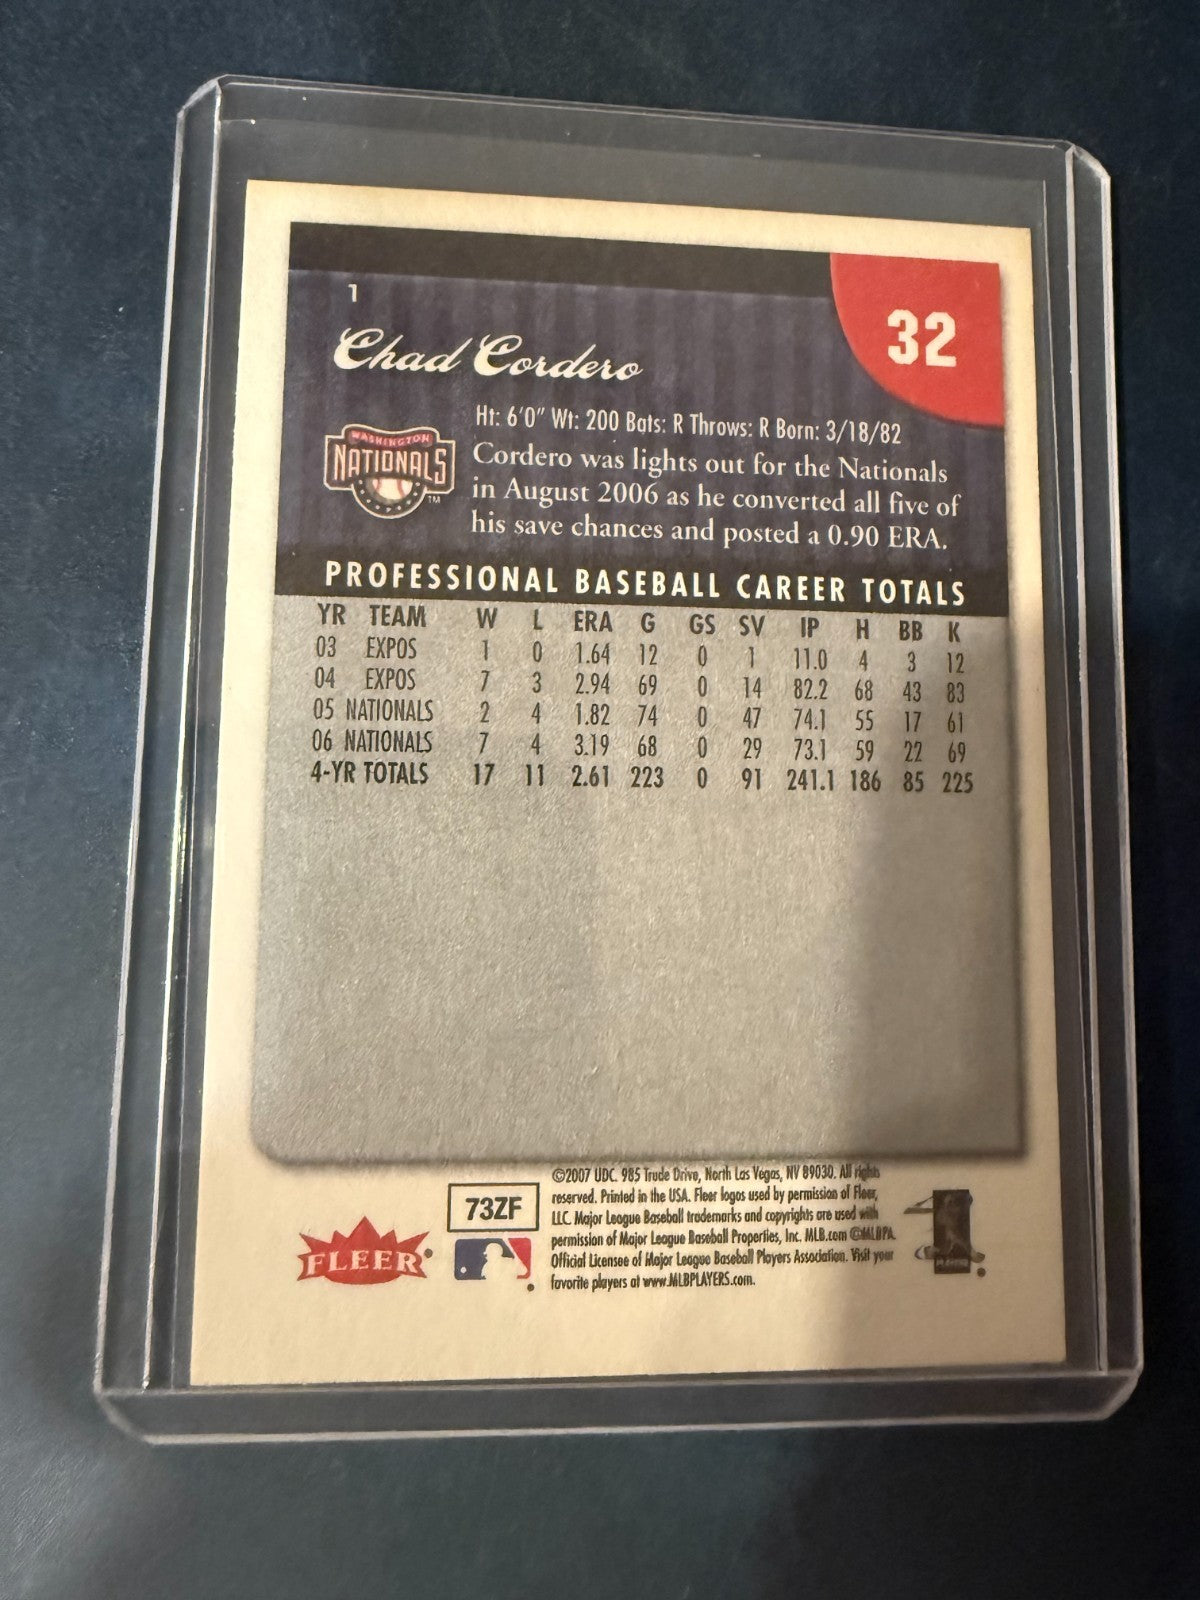 1
32
Chad Cordero
Ht: 6'0" Wt: 200 Bats: R Throws: R Born: 3/18/82
WASHINGTON
NATIONALS
TM
Cordero was lights out for the Nationals
in August 2006 as he converted all five of
his save chances and posted a 0.90 ERA.
PROFESSIONAL BASEBALL CAREER TOTALS
YR TEAM W L ERA G GS SV IP H BB K
03 EXPOS 1 0 1.64 12 0 1 11.0 4 3 12
04 EXPOS 7 3 2.94 69 0 14 82.2 68 43 83
05 NATIONALS 2 4 1.82 74 0 47 74.1 55 17 61
06 NATIONALS 7 4 3.19 68 0 29 73.1 59 22 69
4-YR TOTALS 17 11 2.61 223 0 91 241.1 186 85 225
©2007 UDC. 985 Trade Drive, North Las Vegas, NV 89030. All rights
reserved. Printed in the USA. Fleer logos used by permission of Fleer,
LLC. Major League Baseball trademarks and copyrights are used with
permission of Major League Baseball Properties, Inc. MLB.com ©MLBPA
Official Licensee of Major League Baseball Players Association. Visit your
favorite players at www.MLBPLAYERS.com.
73ZF
FLEER